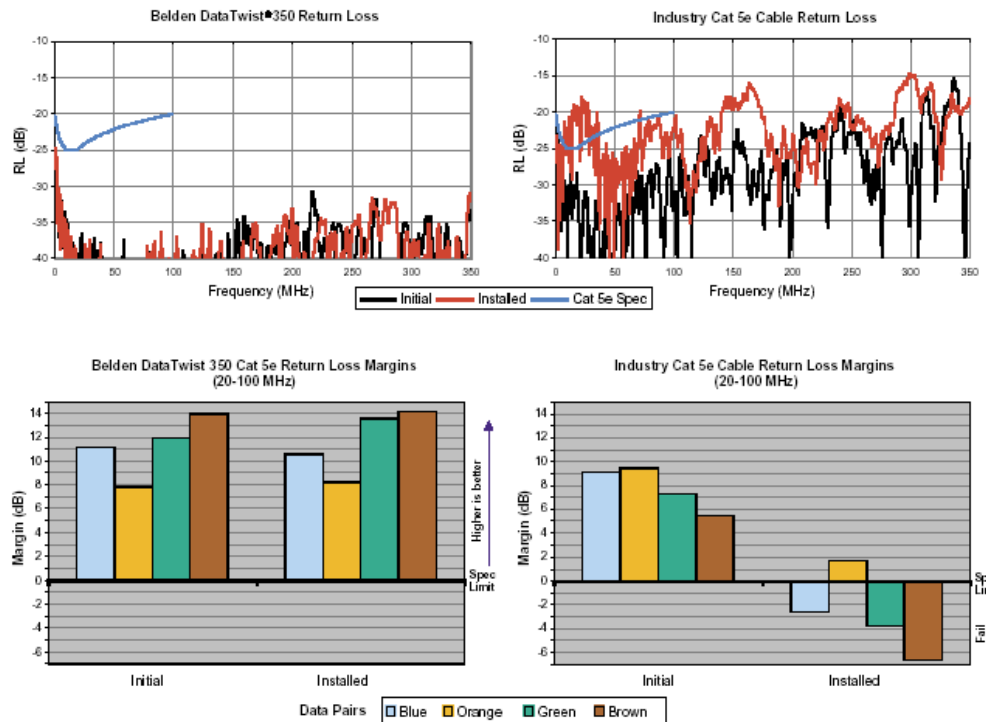 Belden DataTwist®350 Return Loss
-10
-15
-20
-25
-30
-35
-40
RL (dB)
0 50 100 150 200 250 300 350
Frequency (MHz)
Industry Cat 5e Cable Return Loss
-10
-15
-20
-25
-30
-35
-40
RL (dB)
0 50 100 150 200 250 300 350
Frequency (MHz)
Initial Installed Cat 5e Spec
Belden DataTwist 350 Cat 5e Return Loss Margins
(20-100 MHz)
14
12
10
8
6
4
2
0
-2
-4
-6
Margin (dB)
Higher is better
Spec
Limit
Initial Installed
Industry Cat 5e Cable Return Loss Margins
(20-100 MHz)
14
12
10
8
6
4
2
0
-2
-4
-6
Margin (dB)
Fail
Initial Installed
Data Pairs Blue Orange Green Brown